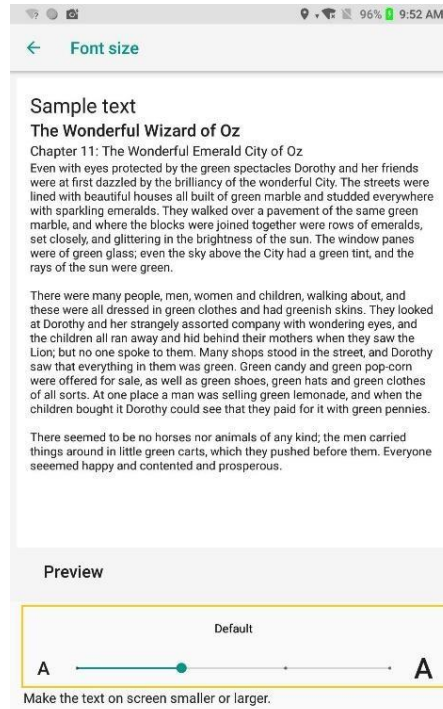 96% 9:52 AM
Font size
Sample text
The Wonderful Wizard of Oz
Chapter 11: The Wonderful Emerald City of Oz
Even with eyes protected by the green spectacles Dorothy and her friends
were at first dazzled by the brilliancy of the wonderful City. The streets were
lined with beautiful houses all built of green marble and studded everywhere
with sparkling emeralds. They walked over a pavement of the same green
marble, and where the blocks were joined together were rows of emeralds,
set closely, and glittering in the brightness of the sun. The window panes
were of green glass; even the sky above the City had a green tint, and the
rays of the sun were green.
There were many people, men, women and children, walking about, and
these were all dressed in green clothes and had greenish skins. They looked
at Dorothy and her strangely assorted company with wondering eyes, and
the children all ran away and hid behind their mothers when they saw the
Lion; but no one spoke to them. Many shops stood in the street, and Dorothy
saw that everything in them was green. Green candy and green pop-corn
were offered for sale, as well as green shoes, green hats and green clothes
of all sorts. At one place a man was selling green lemonade, and when the
children bought it Dorothy could see that they paid for it with green pennies.
There seemed to be no horses nor animals of any kind; the men carried
things around in little green carts, which they pushed before them. Everyone
seeemed happy and contented and prosperous.
Preview
Default
A A
Make the text on screen smaller or larger.